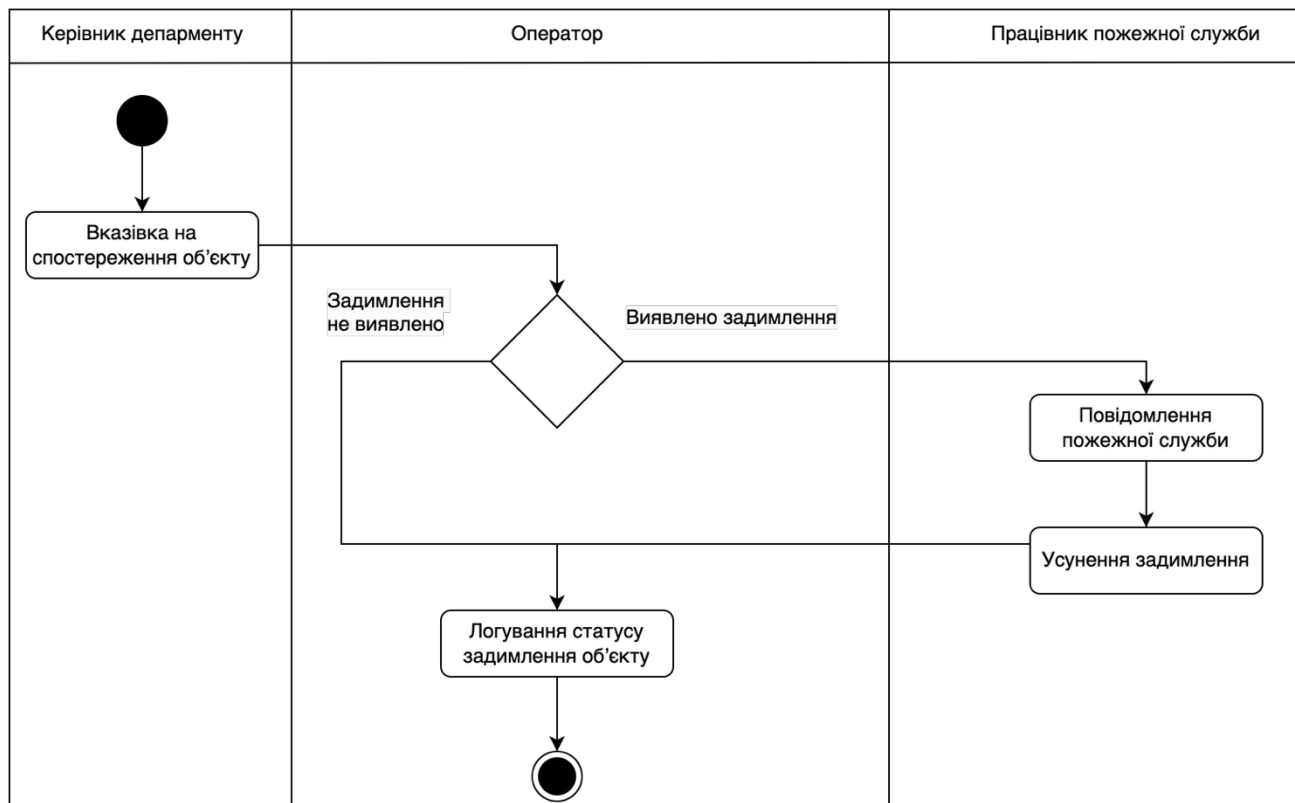 Керівник депарменту
Оператор
Працівник пожежної служби
Вказівка на
спостереження об’єкту
Задимлення
не виявлено
Виявлено задимлення
Повідомлення
пожежної служби
Усунення задимлення
Логування статусу
задимлення об’єкту